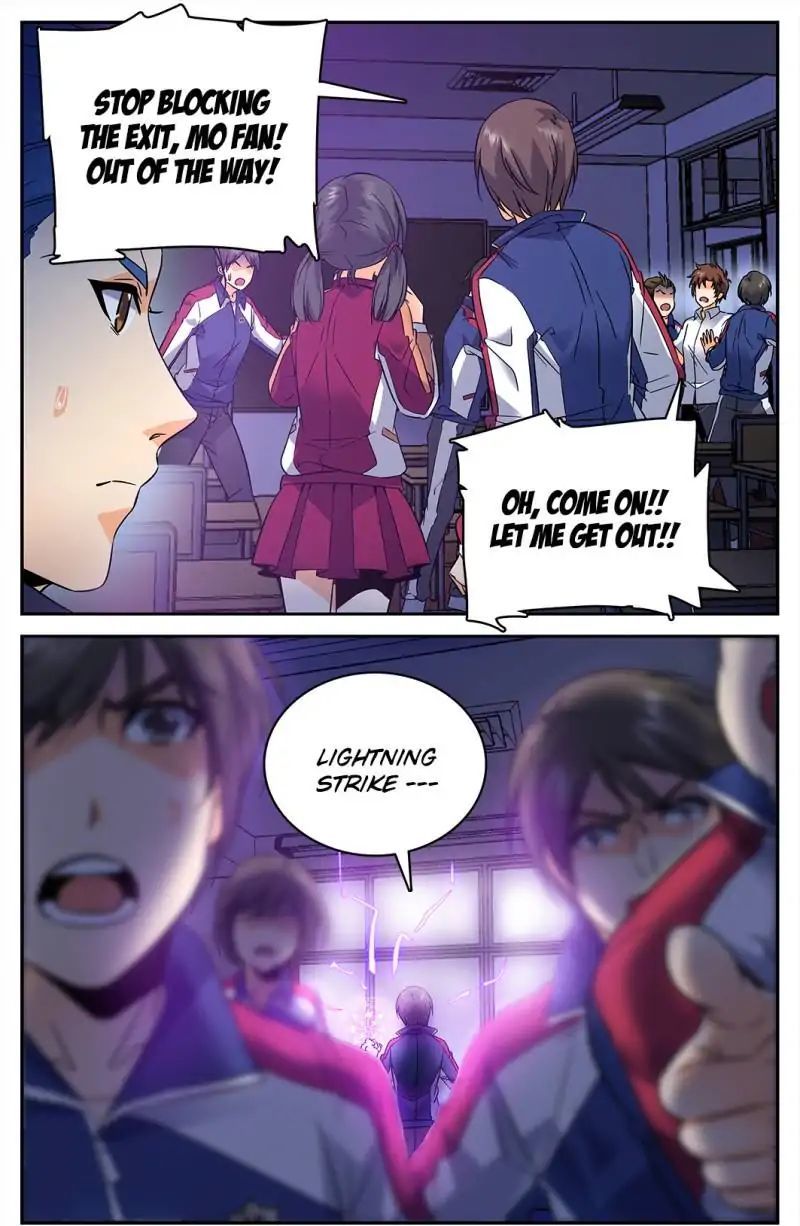 STOP BLOCKING
THE EXIT, MO FAN!
OUT OF THE WAY!
OH, COME ON!!
LET ME GET OUT!!
LIGHTNING
STRIKE ---